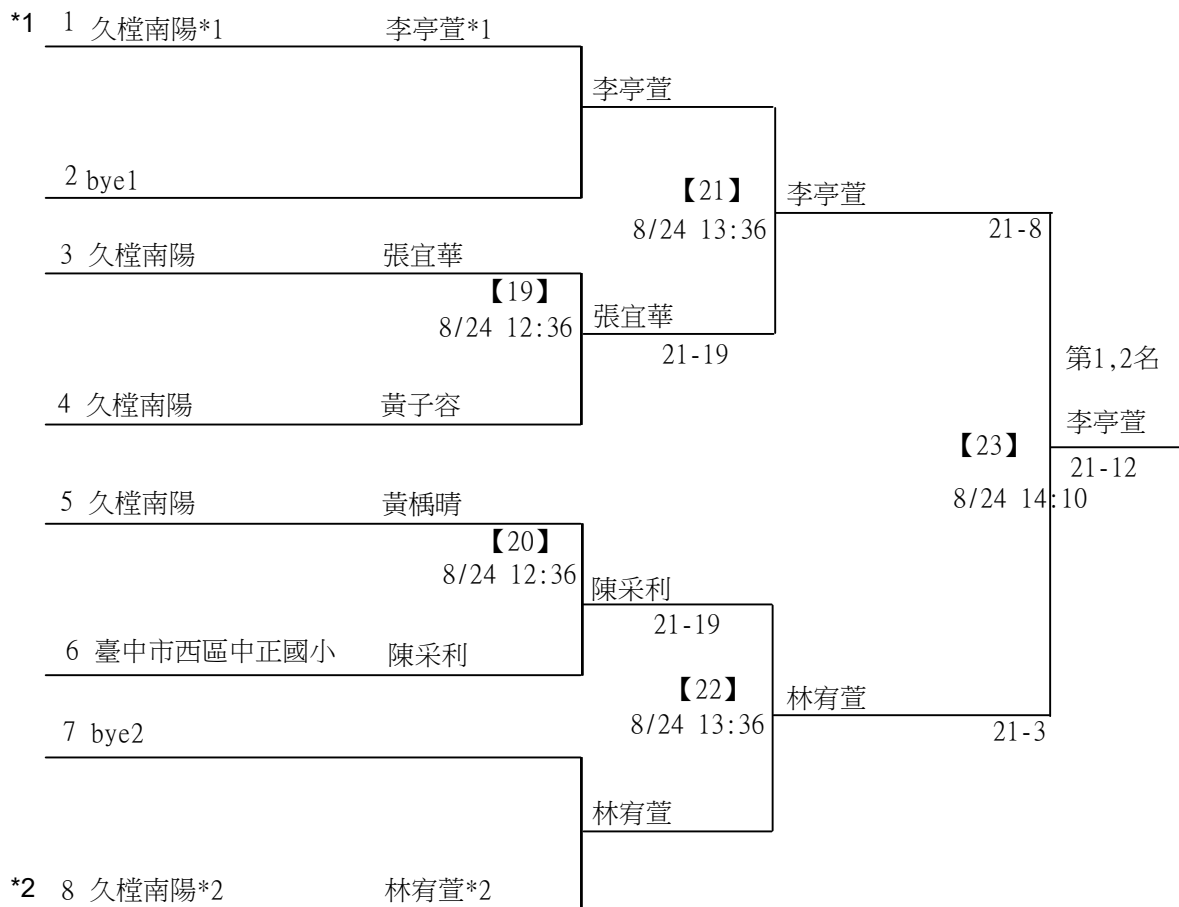 *1 1 久樘南陽*1 李亭萱*1
李亭萱
2 bye1
【21】
8/24 13:36
李亭萱
21-8
3 久樘南陽 張宜華
【19】
8/24 12:36
張宜華
21-19
第1,2名
4 久樘南陽 黃子容
李亭萱
【23】
21-12
8/24 14:10
5 久樘南陽 黃楀晴
【20】
8/24 12:36
陳采利
21-19
6 臺中市西區中正國小 陳采利
【22】
8/24 13:36
林宥萱
21-3
7 bye2
林宥萱
*2 8 久樘南陽*2 林宥萱*2